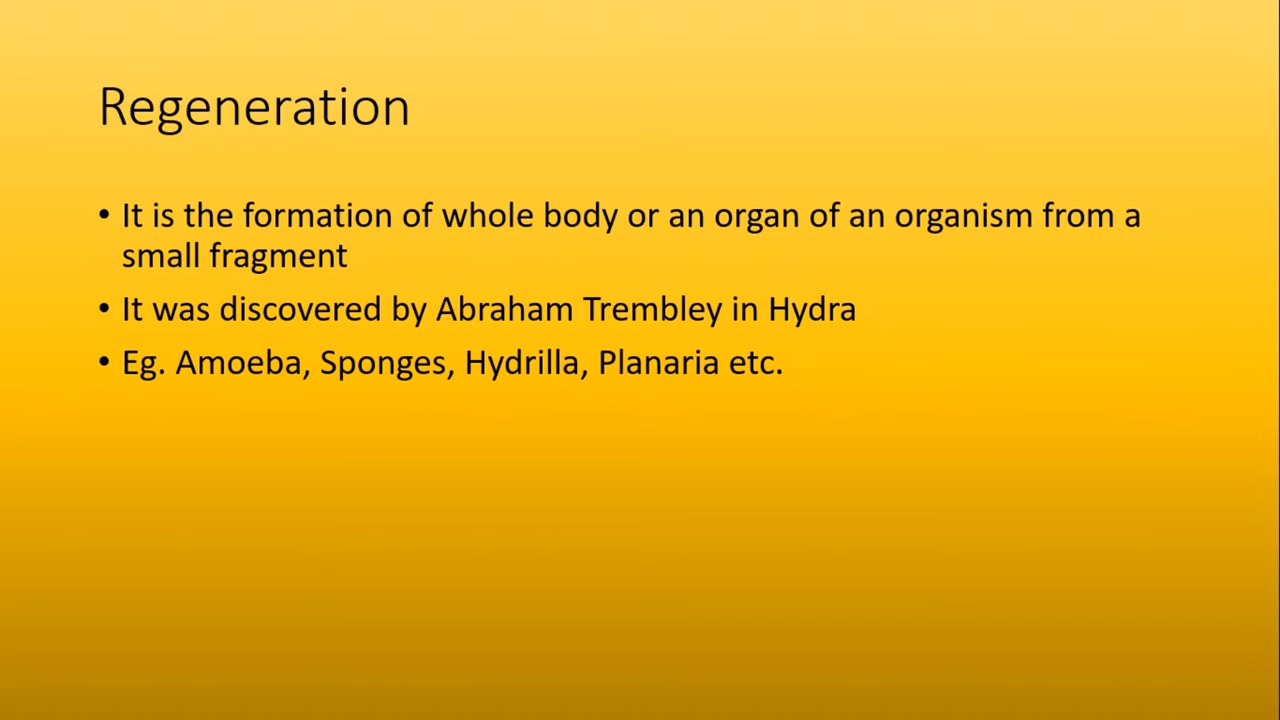 Regeneration
• It is the formation of whole body or an organ of an organism from a
small fragment
• It was discovered by Abraham Trembley in Hydra
• Eg. Amoeba, Sponges, Hydrilla, Planaria etc.